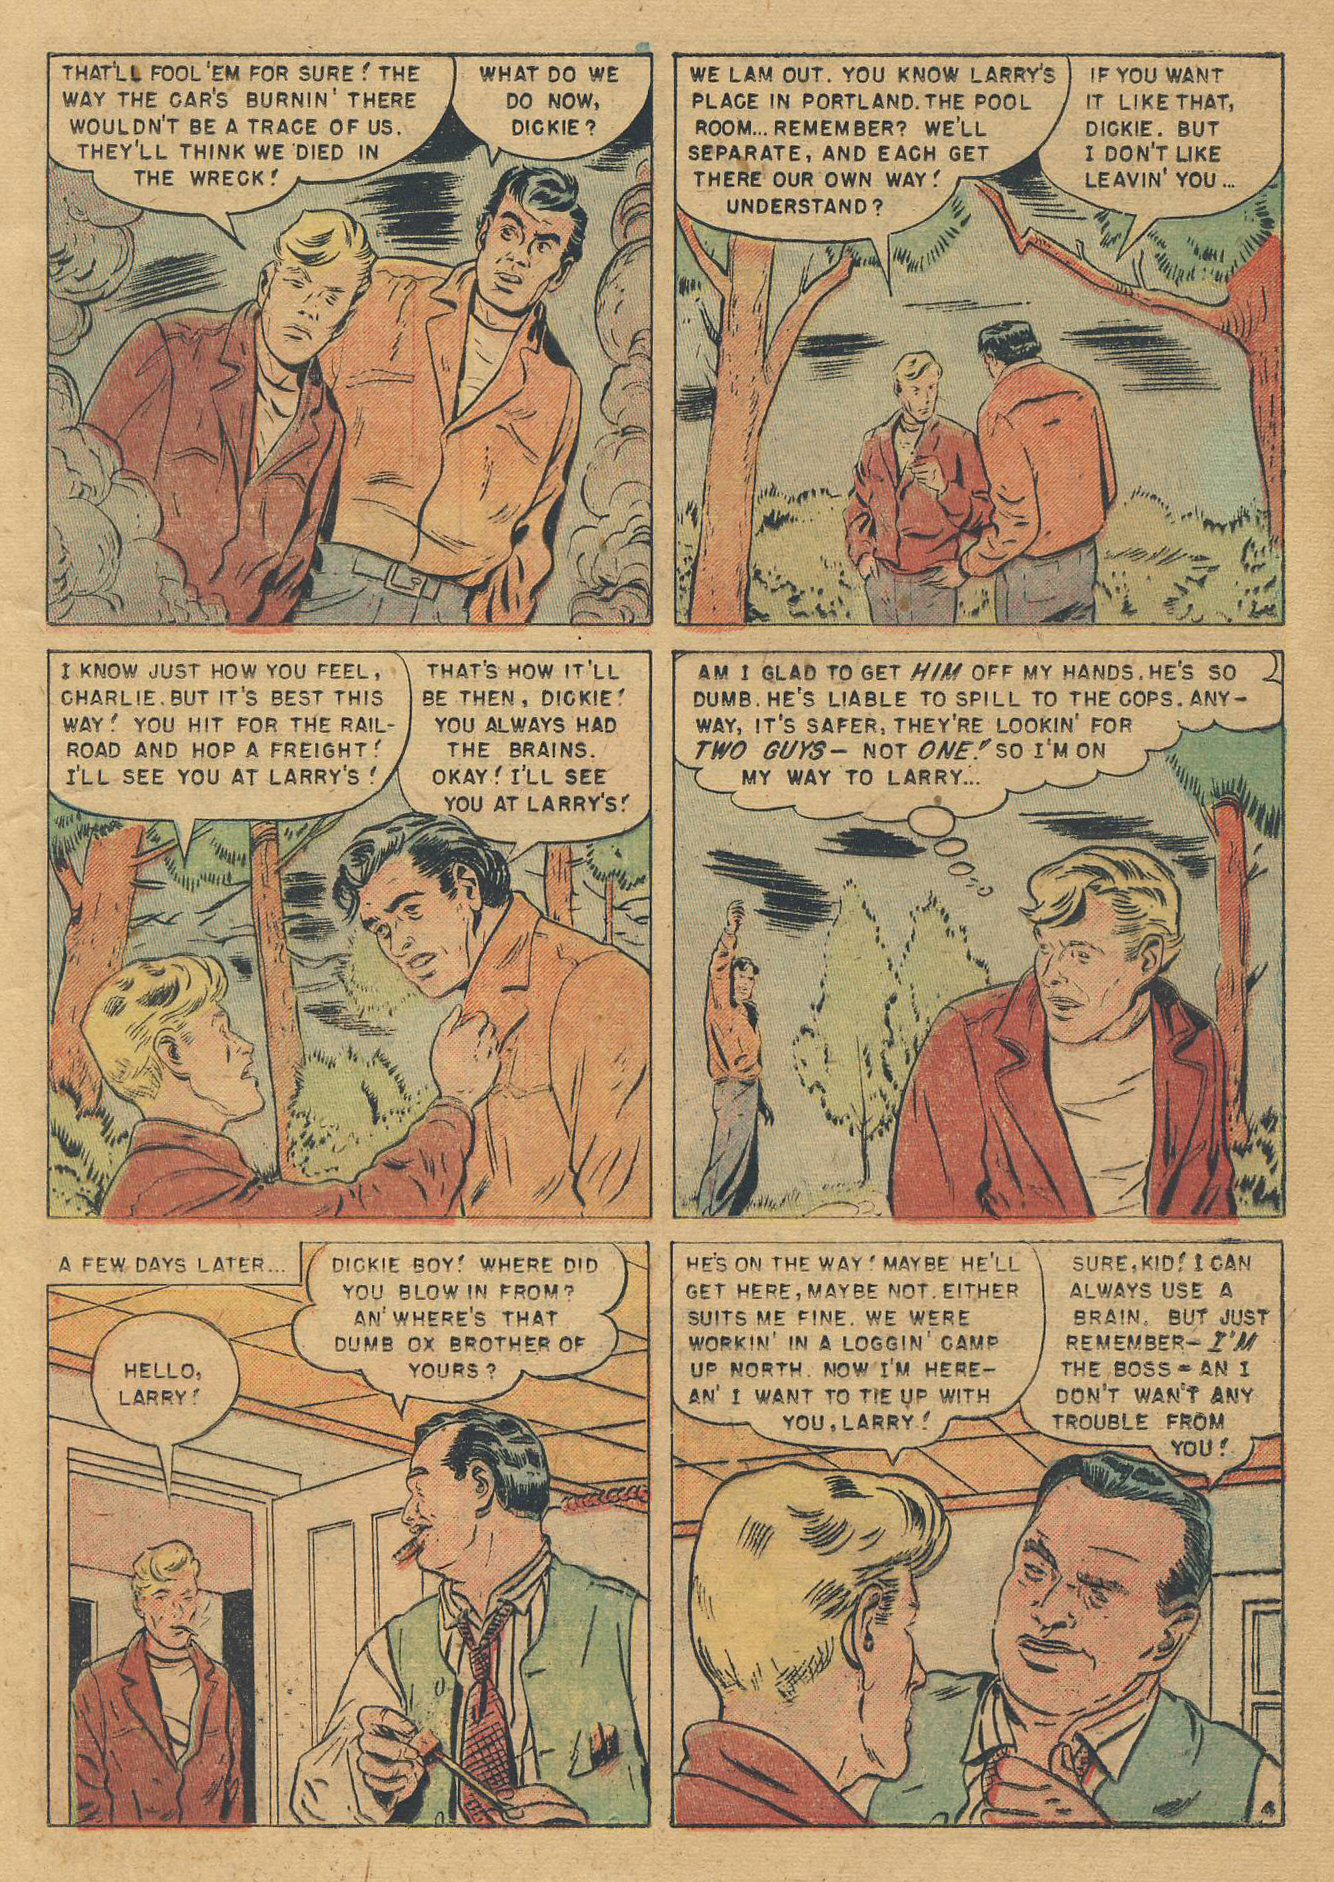 THAT'LL FOOL 'EM FOR SURE! THE
WAY THE CAR'S BURNIN' THERE
WOULDN'T BE A TRACE OF US.
THEY'LL THINK WE DIED IN
THE WRECK!
WHAT DO WE
DO NOW,
DICKIE?
WE LAM OUT. YOU KNOW LARRY'S
PLACE IN PORTLAND. THE POOL
ROOM... REMEMBER? WE'LL
SEPARATE, AND EACH GET
THERE OUR OWN WAY!
UNDERSTAND?
IF YOU WANT
IT LIKE THAT,
DICKIE. BUT
I DON'T LIKE
LEAVIN' YOU...
I KNOW JUST HOW YOU FEEL,
CHARLIE. BUT IT'S BEST THIS
WAY! YOU HIT FOR THE RAIL-
ROAD AND HOP A FREIGHT!
I'LL SEE YOU AT LARRY'S!
THAT'S HOW IT'LL
BE THEN, DICKIE!
YOU ALWAYS HAD
THE BRAINS.
OKAY! I'LL SEE
YOU AT LARRY'S!
AM I GLAD TO GET HIM OFF MY HANDS. HE'S SO
DUMB. HE'S LIABLE TO SPILL TO THE COPS. ANY-
WAY, IT'S SAFER, THEY'RE LOOKIN' FOR
TWO GUYS - NOT ONE! SO I'M ON
MY WAY TO LARRY...
A FEW DAYS LATER...
HELLO,
LARRY!
DICKIE BOY! WHERE DID
YOU BLOW IN FROM?
AN' WHERE'S THAT
DUMB OX BROTHER OF
YOURS?
HE'S ON THE WAY! MAYBE HE'LL
GET HERE, MAYBE NOT. EITHER
SUITS ME FINE. WE WERE
WORKIN' IN A LOGGIN' CAMP
UP NORTH. NOW I'M HERE-
AN' I WANT TO TIE UP WITH
YOU, LARRY!
SURE, KID! I CAN
ALWAYS USE A
BRAIN. BUT JUST
REMEMBER- I'M
THE BOSS - AN I
DON'T WAN'T ANY
TROUBLE FROM
YOU!
4